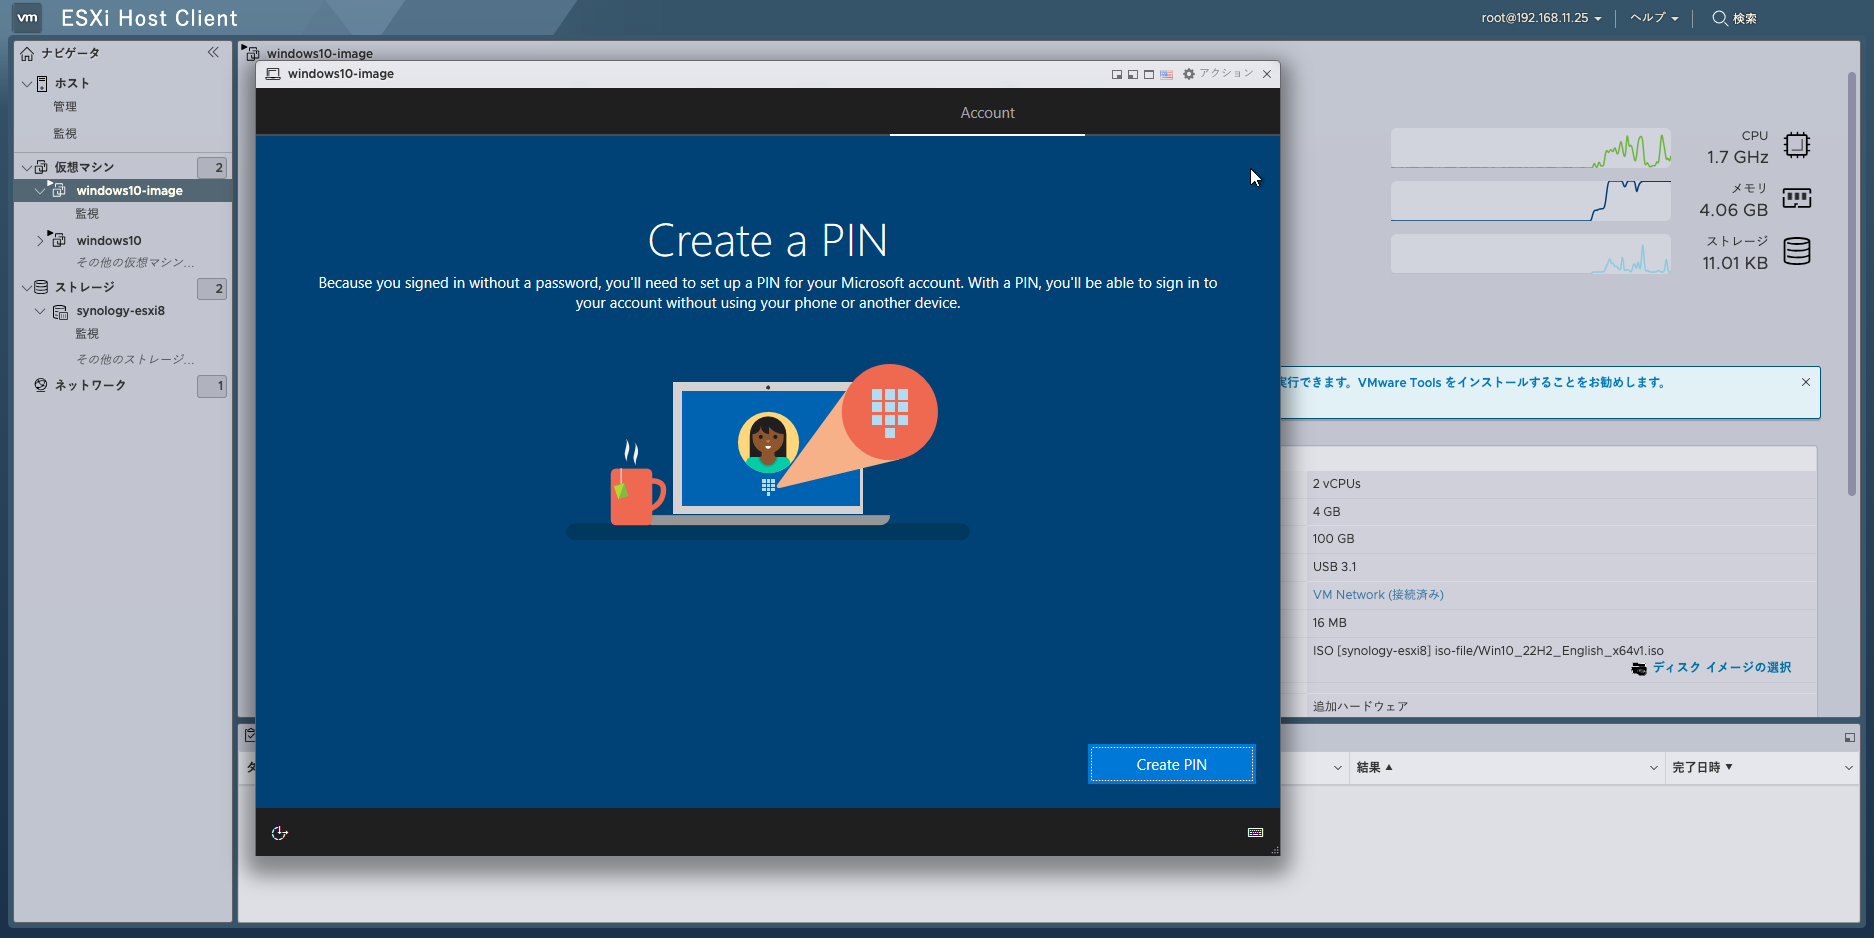 vm ESXi Host Client
root@192.168.11.25 ヘルプ 検索
ナビゲータ
ホスト
管理
監視
仮想マシン 2
windows10-image
監視
windows10
その他の仮想マシン...
ストレージ 2
synology-esxi8
監視
その他のストレージ...
ネットワーク 1
windows10-image
windows10-image
アクション
Account
Create a PIN
Because you signed in without a password, you'll need to set up a PIN for your Microsoft account. With a PIN, you'll be able to sign in to
your account without using your phone or another device.
Create PIN
CPU
1.7 GHz
メモリ
4.06 GB
ストレージ
11.01 KB
実行できます。VMware Tools をインストールすることをお勧めします。
2 vCPUs
4 GB
100 GB
USB 3.1
VM Network (接続済み)
16 MB
ISO [synology-esxi8] iso-file/Win10_22H2_English_x64v1.iso
ディスク イメージの選択
追加ハードウェア
結果 ▲
完了日時 ▼